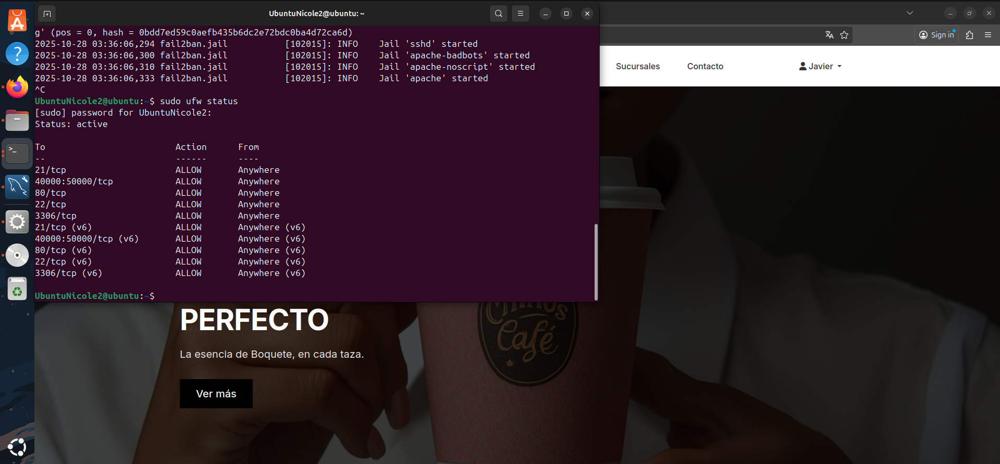 UbuntuNicole2@ubuntu: ~
g' (pos = 0, hash = 0bdd7ed59c0aefb435b6dc2e72bdc0ba4d72ca6d)
2025-10-28 03:36:06,294 fail2ban.jail [102015]: INFO Jail 'sshd' started
2025-10-28 03:36:06,300 fail2ban.jail [102015]: INFO Jail 'apache-badbots' started
2025-10-28 03:36:06,310 fail2ban.jail [102015]: INFO Jail 'apache-noscript' started
2025-10-28 03:36:06,333 fail2ban.jail [102015]: INFO Jail 'apache' started
^C
UbuntuNicole2@ubuntu:~$ sudo ufw status
[sudo] password for UbuntuNicole2:
Status: active
To Action From
-- ------ ----
21/tcp ALLOW Anywhere
40000:50000/tcp ALLOW Anywhere
80/tcp ALLOW Anywhere
22/tcp ALLOW Anywhere
3306/tcp ALLOW Anywhere
21/tcp (v6) ALLOW Anywhere (v6)
40000:50000/tcp (v6) ALLOW Anywhere (v6)
80/tcp (v6) ALLOW Anywhere (v6)
22/tcp (v6) ALLOW Anywhere (v6)
3306/tcp (v6) ALLOW Anywhere (v6)
UbuntuNicole2@ubuntu:~$
Sign in
Sucursales Contacto Javier
PERFECTO
La esencia de Boquete, en cada taza.
Ver más
Café